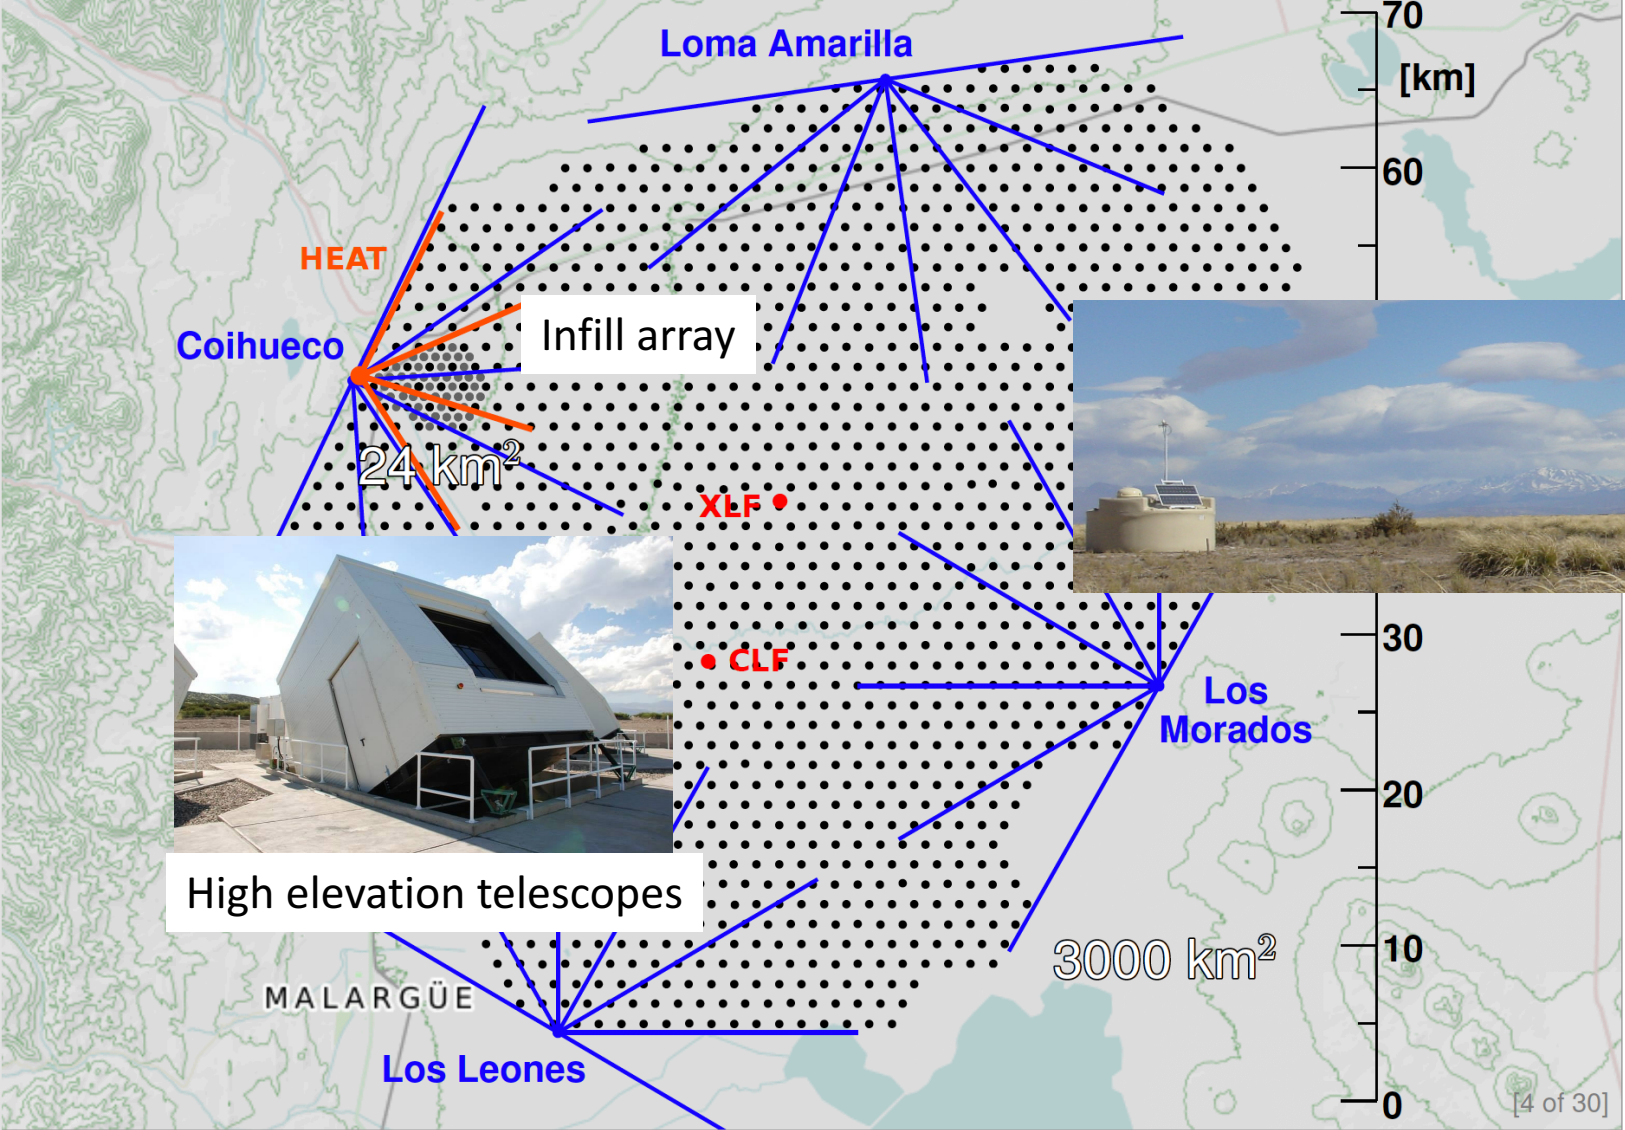 Loma Amarilla
70
[km]
60
HEAT
Infill array
Coihueco
24 km²
XLF
30
CLF
Los
Morados
20
High elevation telescopes
10
3000 km²
MALARGÜE
Los Leones
0
[4 of 30]